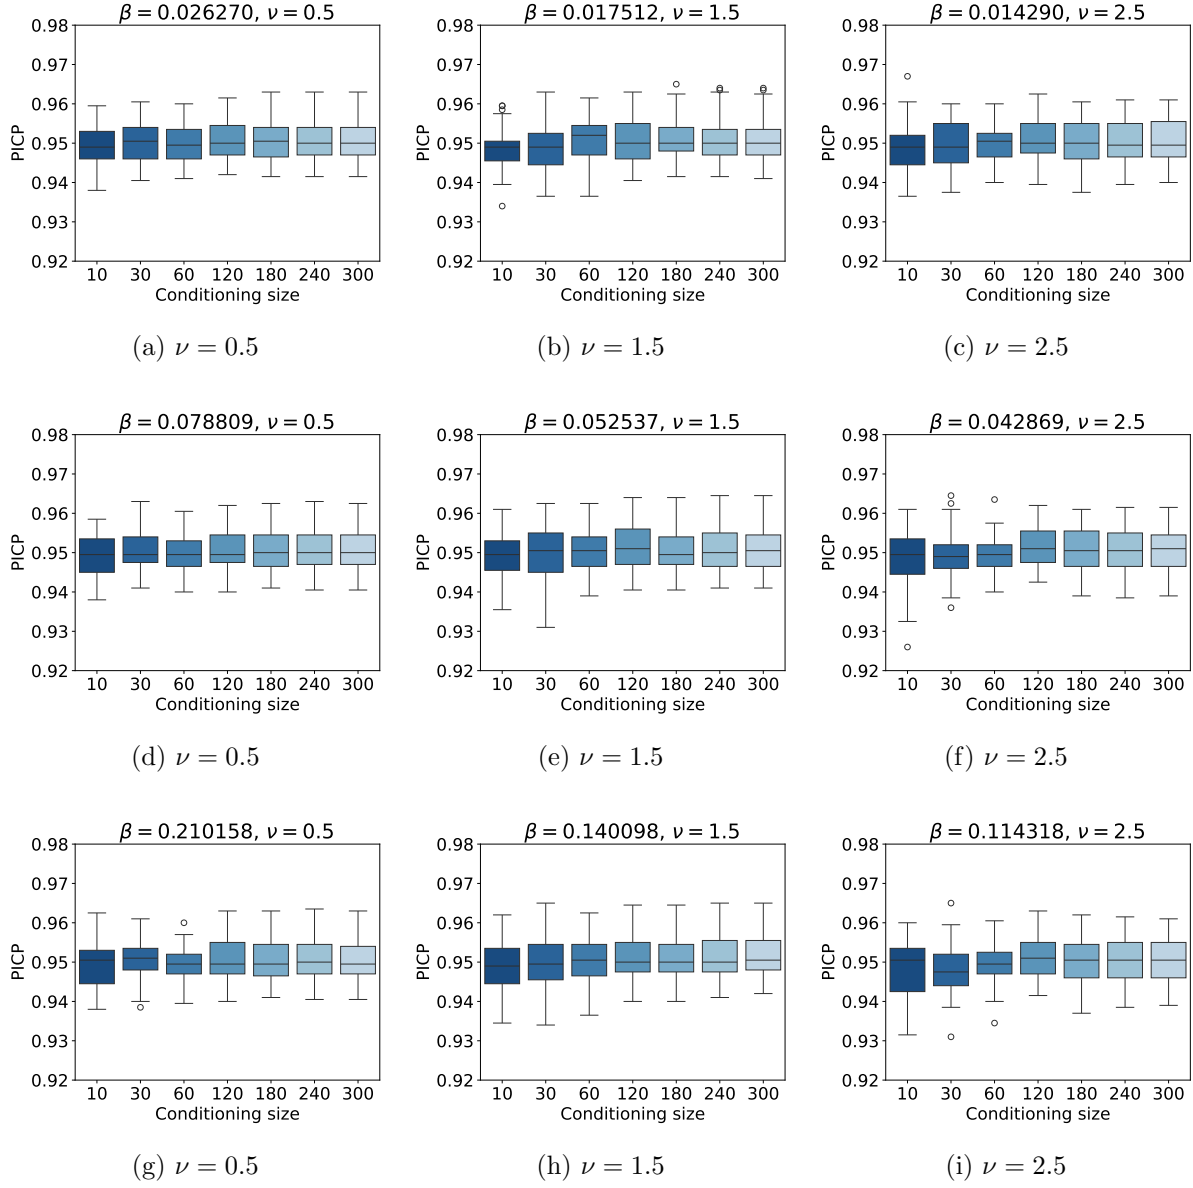 β = 0.026270, ν = 0.5
0.98
0.97
0.96
0.95
0.94
0.93
0.92
PICP
10 30 60 120 180 240 300
Conditioning size
(a) ν = 0.5
β = 0.017512, ν = 1.5
0.98
0.97
0.96
0.95
0.94
0.93
0.92
PICP
10 30 60 120 180 240 300
Conditioning size
(b) ν = 1.5
β = 0.014290, ν = 2.5
0.98
0.97
0.96
0.95
0.94
0.93
0.92
PICP
10 30 60 120 180 240 300
Conditioning size
(c) ν = 2.5
β = 0.078809, ν = 0.5
0.98
0.97
0.96
0.95
0.94
0.93
0.92
PICP
10 30 60 120 180 240 300
Conditioning size
(d) ν = 0.5
β = 0.052537, ν = 1.5
0.98
0.97
0.96
0.95
0.94
0.93
0.92
PICP
10 30 60 120 180 240 300
Conditioning size
(e) ν = 1.5
β = 0.042869, ν = 2.5
0.98
0.97
0.96
0.95
0.94
0.93
0.92
PICP
10 30 60 120 180 240 300
Conditioning size
(f) ν = 2.5
β = 0.210158, ν = 0.5
0.98
0.97
0.96
0.95
0.94
0.93
0.92
PICP
10 30 60 120 180 240 300
Conditioning size
(g) ν = 0.5
β = 0.140098, ν = 1.5
0.98
0.97
0.96
0.95
0.94
0.93
0.92
PICP
10 30 60 120 180 240 300
Conditioning size
(h) ν = 1.5
β = 0.114318, ν = 2.5
0.98
0.97
0.96
0.95
0.94
0.93
0.92
PICP
10 30 60 120 180 240 300
Conditioning size
(i) ν = 2.5